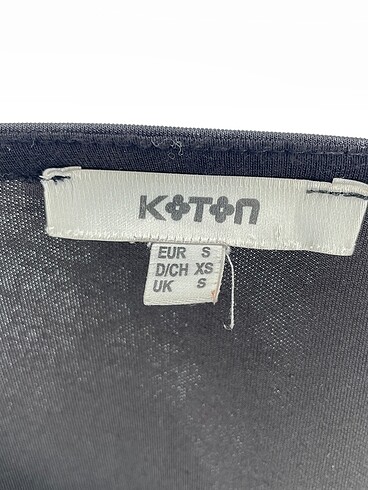 KOTON
EUR S
D/CH XS
UK S